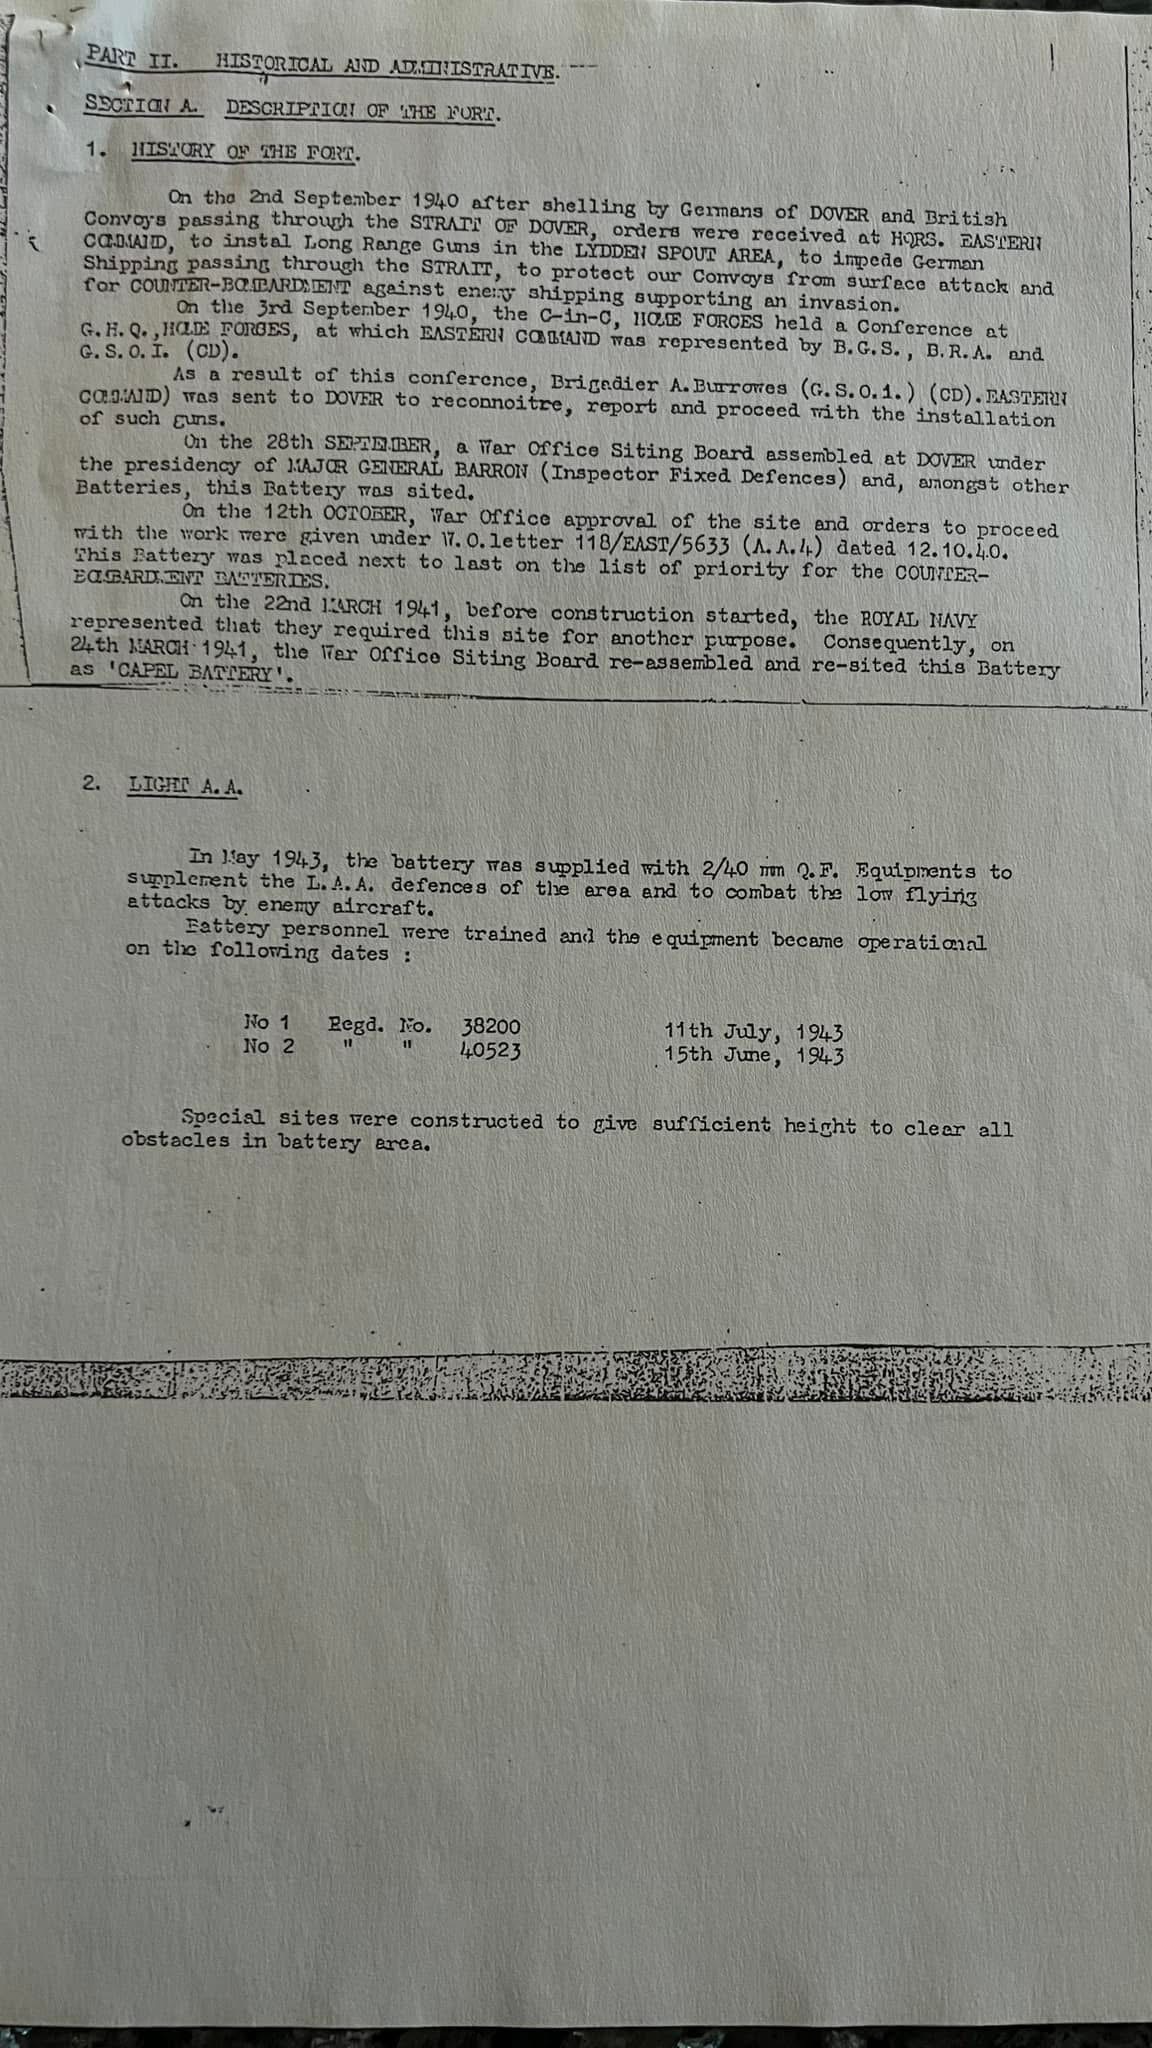 PART II. HISTORICAL AND ADMINISTRATIVE.
SECTION A. DESCRIPTION OF THE FORT.
1. HISTORY OF THE FORT.
On the 2nd September 1940 after shelling by Germans of DOVER and British
Convoys passing through the STRAIT OF DOVER, orders were received at HQRS. EASTERN
COMMAND, to instal Long Range Guns in the LYDDEN SPOUT AREA, to impede German
Shipping passing through the STRAIT, to protect our Convoys from surface attack and
for COUNTER-BOMBARDMENT against enemy shipping supporting an invasion.
On the 3rd September 1940, the C-in-C, HOME FORCES held a Conference at
G.H.Q.,HOME FORCES, at which EASTERN COMMAND was represented by B.G.S., B.R.A. and
G.S.O.I. (CD).
As a result of this conference, Brigadier A.Burrowes (G.S.O.1.) (CD).EASTERN
COMMAND) was sent to DOVER to reconnoitre, report and proceed with the installation
of such guns.
On the 28th SEPTEMBER, a War Office Siting Board assembled at DOVER under
the presidency of MAJOR GENERAL BARRON (Inspector Fixed Defences) and, amongst other
Batteries, this Battery was sited.
On the 12th OCTOBER, War Office approval of the site and orders to proceed
with the work were given under W.O.letter 118/EAST/5633 (A.A.4) dated 12.10.40.
This Battery was placed next to last on the list of priority for the COUNTER-
BOMBARDMENT BATTERIES.
On the 22nd MARCH 1941, before construction started, the ROYAL NAVY
represented that they required this site for another purpose. Consequently, on
24th MARCH 1941, the War Office Siting Board re-assembled and re-sited this Battery
as 'CAPEL BATTERY'.
2. LIGHT A.A.
In May 1943, the battery was supplied with 2/40 mm Q.F. Equipments to
supplement the L.A.A. defences of the area and to combat the low flying
attacks by enemy aircraft.
Battery personnel were trained and the equipment became operational
on the following dates :
No 1 Regd. No. 38200 11th July, 1943
No 2 " " 40523 15th June, 1943
Special sites were constructed to give sufficient height to clear all
obstacles in battery area.